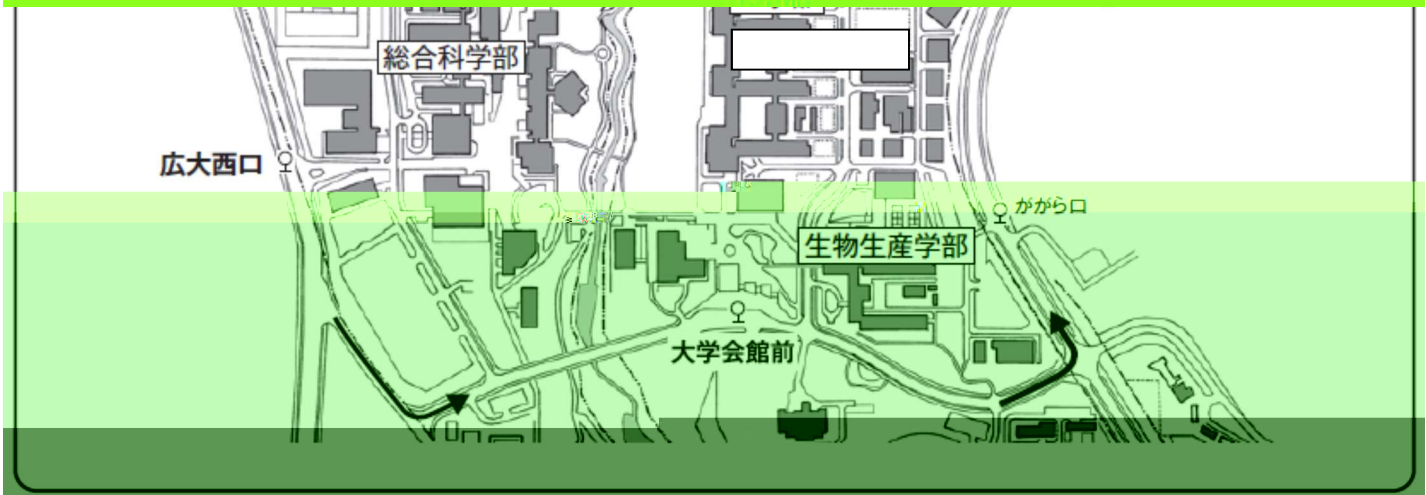 総合科学部
広大西口
ががら口
生物生産学部
大学会館前